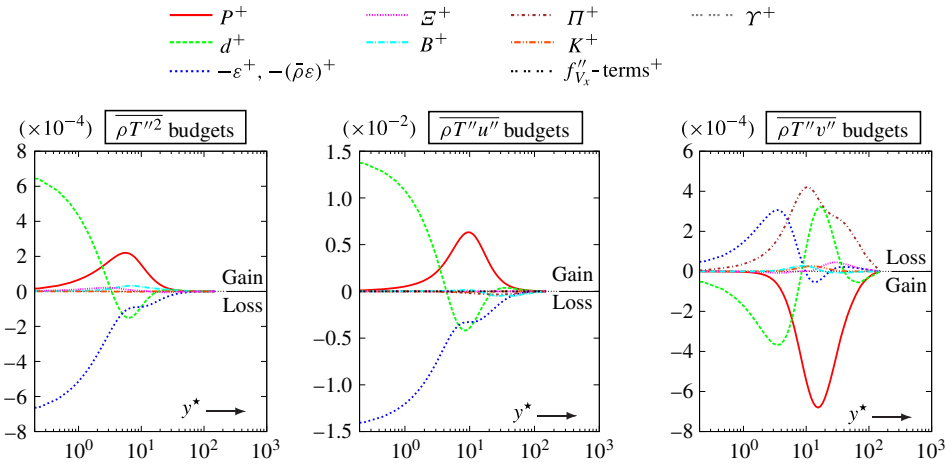 P⁺ Ξ⁺ Π⁺ ϒ⁺
d⁺ B⁺ K⁺
−ε⁺, −(ρ̄ε)⁺ f″_{V_x}-terms⁺
(×10⁻⁴) \overline{ρT″²} budgets (×10⁻²) \overline{ρT″u″} budgets (×10⁻⁴) \overline{ρT″v″} budgets
8 1.5 6
6 1.0 4
4 0.5 2
2 Gain Gain Loss
0 0 0
Loss Loss Gain
−2 −0.5 −2
−4 −1.0 −4
−6 −1.5 −6
−8 −8
y⋆ y⋆ y⋆
10⁰ 10¹ 10² 10³ 10⁰ 10¹ 10² 10³ 10⁰ 10¹ 10² 10³